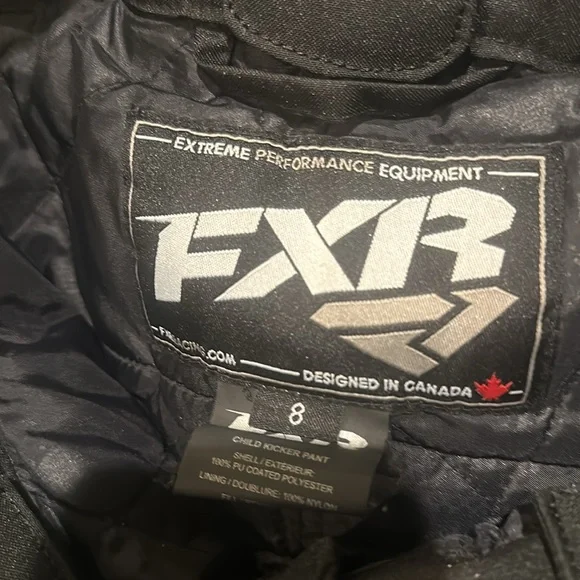 EXTREME PERFORMANCE EQUIPMENT
FXR
FXRRACING.COM
DESIGNED IN CANADA
8
CHILD KICKER PANT
SHELL / EXTÉRIEUR:
100% PU COATED POLYESTER
LINING / DOUBLURE: 100% NYLON